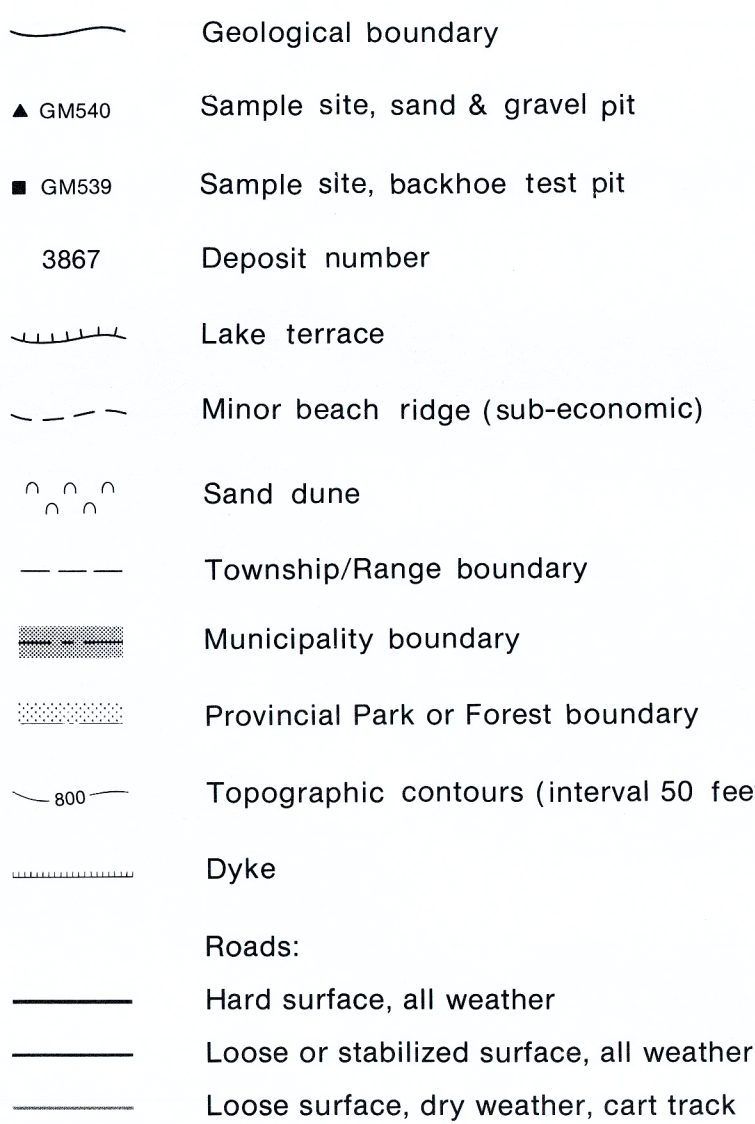 Geological boundary
GM540 Sample site, sand & gravel pit
GM539 Sample site, backhoe test pit
3867 Deposit number
Lake terrace
Minor beach ridge (sub-economic)
Sand dune
Township/Range boundary
Municipality boundary
Provincial Park or Forest boundary
800 Topographic contours (interval 50 fee
Dyke
Roads:
Hard surface, all weather
Loose or stabilized surface, all weather
Loose surface, dry weather, cart track